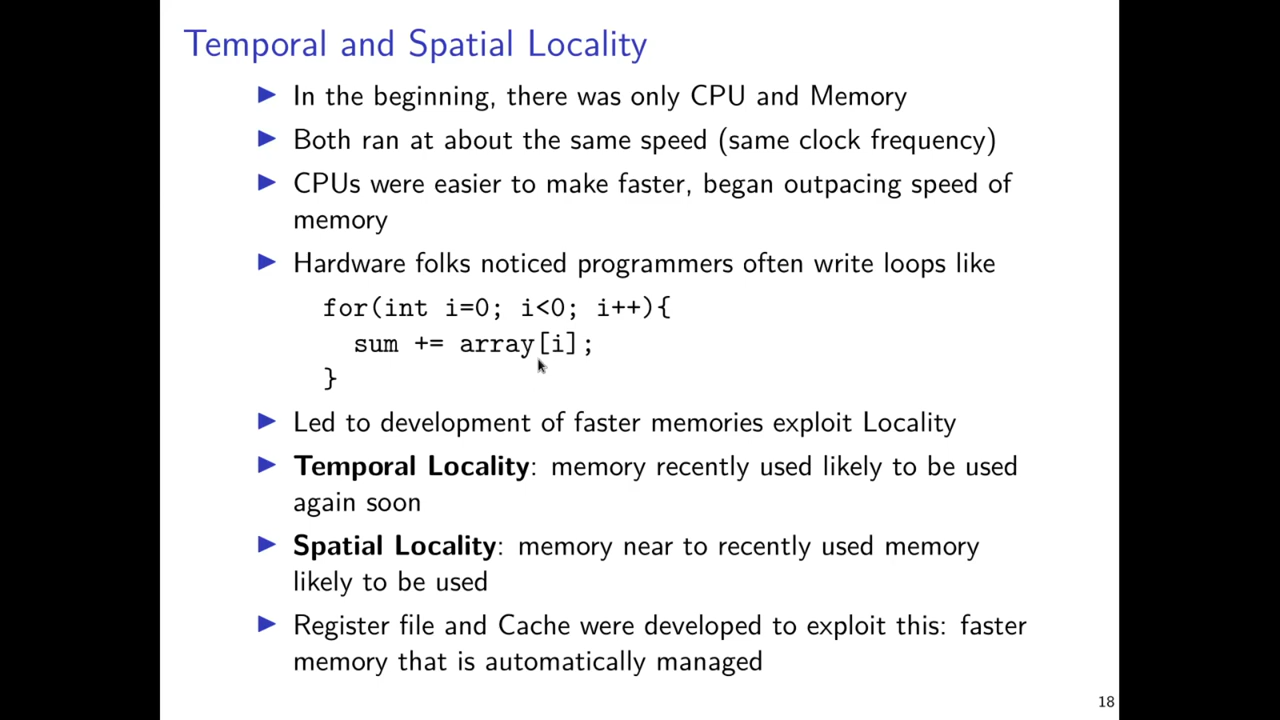 Temporal and Spatial Locality
▶ In the beginning, there was only CPU and Memory
▶ Both ran at about the same speed (same clock frequency)
▶ CPUs were easier to make faster, began outpacing speed of
memory
▶ Hardware folks noticed programmers often write loops like
for(int i=0; i<0; i++){
sum += array[i];
}
▶ Led to development of faster memories exploit Locality
▶ Temporal Locality: memory recently used likely to be used
again soon
▶ Spatial Locality: memory near to recently used memory
likely to be used
▶ Register file and Cache were developed to exploit this: faster
memory that is automatically managed
18